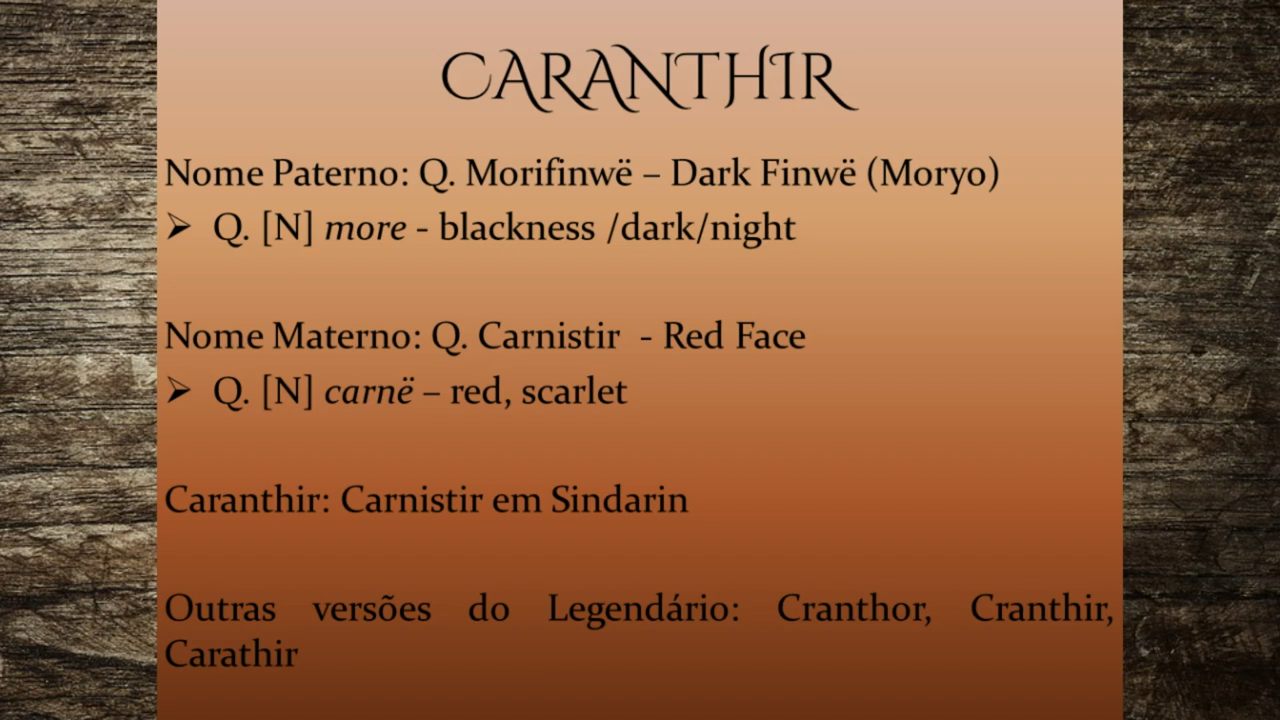 CARANTHIR
Nome Paterno: Q. Morifinwë – Dark Finwë (Moryo)
➢ Q. [N] more - blackness /dark/night
Nome Materno: Q. Carnistir - Red Face
➢ Q. [N] carnë – red, scarlet
Caranthir: Carnistir em Sindarin
Outras versões do Legendário: Cranthor, Cranthir,
Carathir